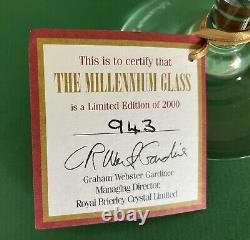 This is to certify that
THE MILLENNIUM GLASS
is a Limited Edition of 2000
943
Graham Webster Gardiner
Managing Director,
Royal Brierley Crystal Limited